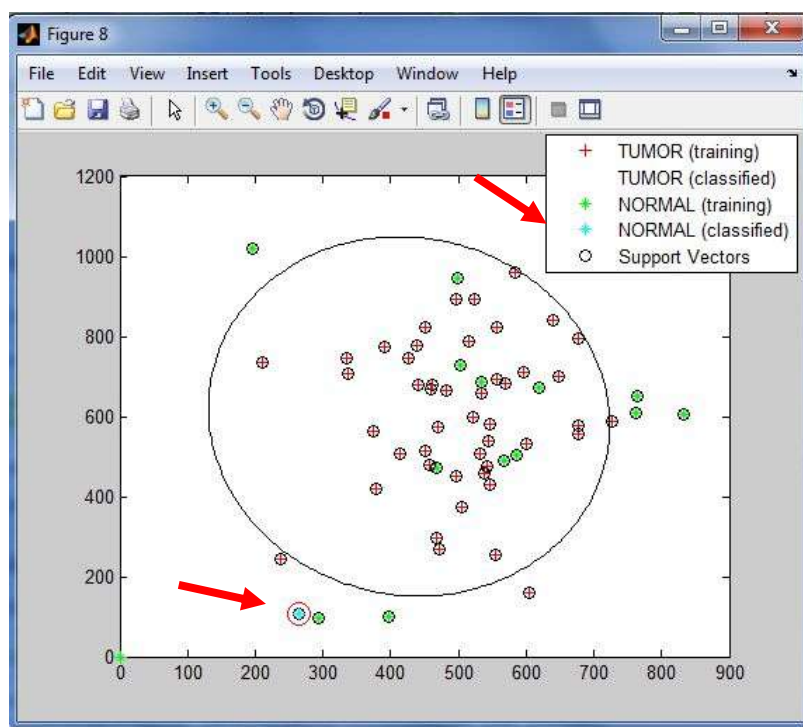 Figure 8
File Edit View Insert Tools Desktop Window Help
TUMOR (training)
TUMOR (classified)
NORMAL (training)
NORMAL (classified)
Support Vectors
1200
1000
800
600
400
200
0
0 100 200 300 400 500 600 700 800 900